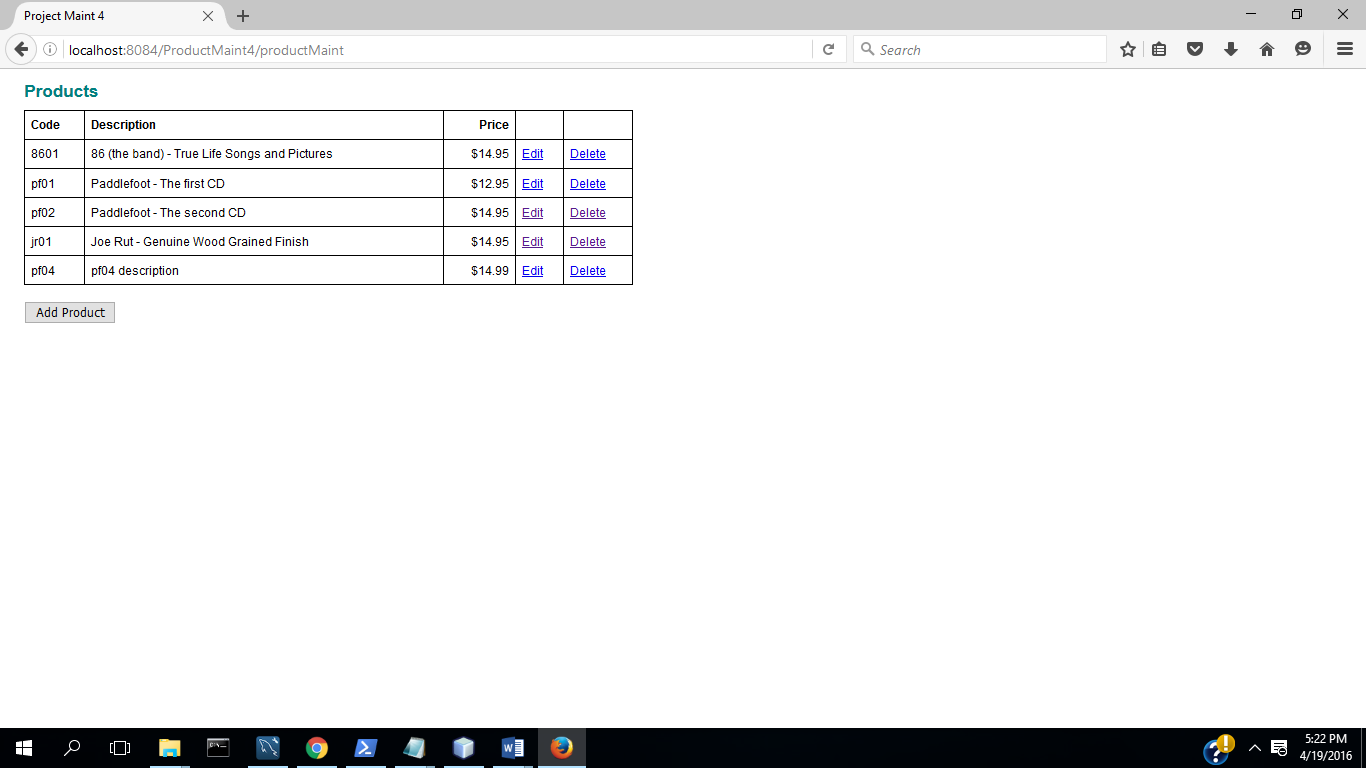 Project Maint 4
localhost:8084/ProductMaint4/productMaint
Search
Products
Code Description Price
8601 86 (the band) - True Life Songs and Pictures $14.95 Edit Delete
pf01 Paddlefoot - The first CD $12.95 Edit Delete
pf02 Paddlefoot - The second CD $14.95 Edit Delete
jr01 Joe Rut - Genuine Wood Grained Finish $14.95 Edit Delete
pf04 pf04 description $14.99 Edit Delete
Add Product
5:22 PM
4/19/2016